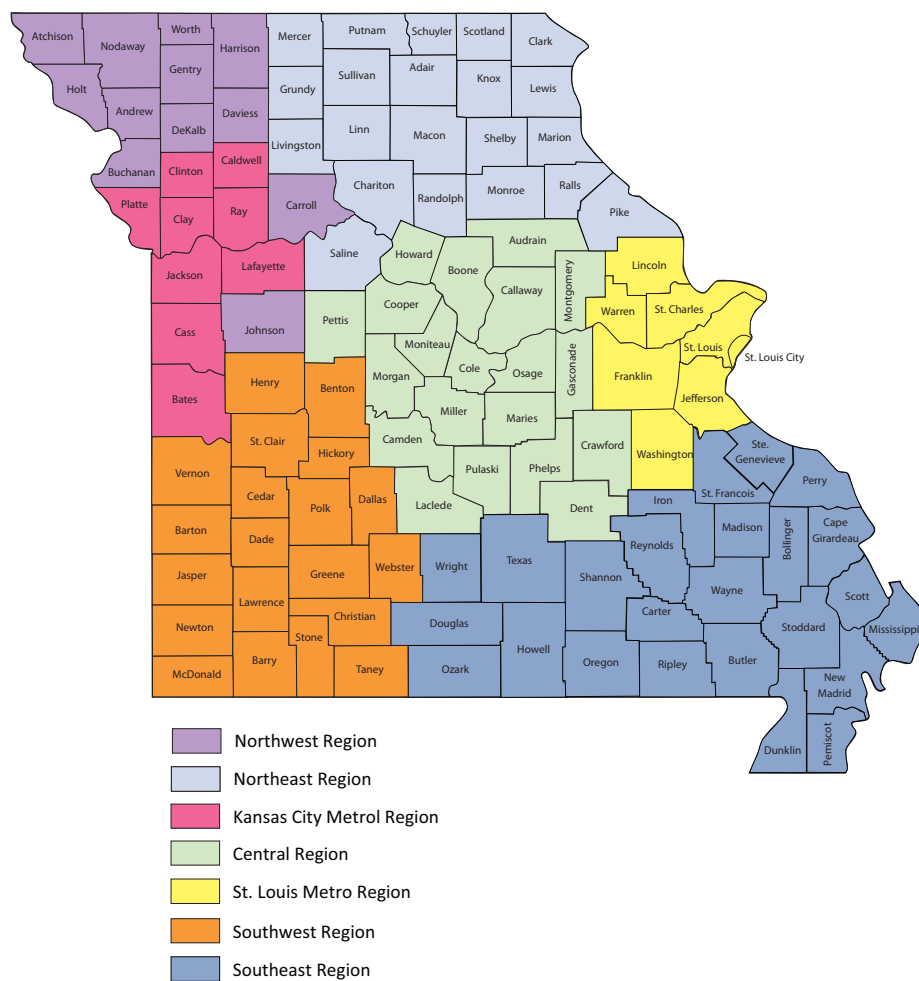 Atchison
Nodaway
Worth
Harrison
Mercer
Putnam
Schuyler
Scotland
Clark
Gentry
Sullivan
Adair
Knox
Lewis
Holt
Grundy
Andrew
DeKalb
Daviess
Livingston
Linn
Macon
Shelby
Marion
Buchanan
Clinton
Caldwell
Chariton
Randolph
Monroe
Ralls
Platte
Clay
Ray
Carroll
Pike
Saline
Howard
Audrain
Boone
Jackson
Lafayette
Callaway
Montgomery
Lincoln
Cooper
Warren
St. Charles
Cass
Johnson
Pettis
Moniteau
St. Louis
St. Louis City
Cole
Osage
Gasconade
Franklin
Bates
Henry
Benton
Morgan
Miller
Maries
Jefferson
St. Clair
Camden
Crawford
Washington
Ste.
Genevieve
Hickory
Pulaski
Phelps
Vernon
Perry
St. Francois
Cedar
Polk
Dallas
Laclede
Dent
Iron
Barton
Dade
Reynolds
Madison
Bollinger
Cape
Girardeau
Jasper
Greene
Webster
Wright
Texas
Shannon
Wayne
Lawrence
Scott
Newton
Christian
Douglas
Carter
Stoddard
Mississippi
Stone
Howell
McDonald
Barry
Taney
Ozark
Oregon
Ripley
Butler
New
Madrid
Dunklin
Pemiscot
Northwest Region
Northeast Region
Kansas City Metrol Region
Central Region
St. Louis Metro Region
Southwest Region
Southeast Region